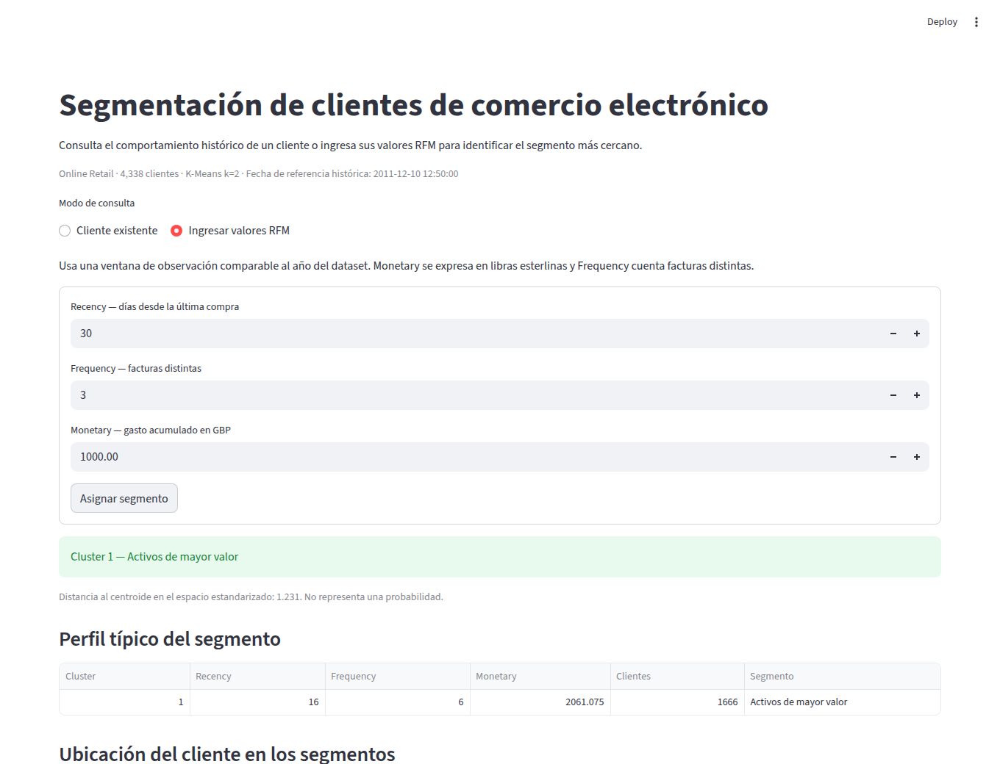 Deploy
Segmentación de clientes de comercio electrónico
Consulta el comportamiento histórico de un cliente o ingresa sus valores RFM para identificar el segmento más cercano.
Online Retail · 4,338 clientes · K-Means k=2 · Fecha de referencia histórica: 2011-12-10 12:50:00
Modo de consulta
Cliente existente Ingresar valores RFM
Usa una ventana de observación comparable al año del dataset. Monetary se expresa en libras esterlinas y Frequency cuenta facturas distintas.
Recency — días desde la última compra
30
Frequency — facturas distintas
3
Monetary — gasto acumulado en GBP
1000.00
Asignar segmento
Cluster 1 — Activos de mayor valor
Distancia al centroide en el espacio estandarizado: 1.231. No representa una probabilidad.
Perfil típico del segmento
Cluster Recency Frequency Monetary Clientes Segmento
1 16 6 2061.075 1666 Activos de mayor valor
Ubicación del cliente en los segmentos